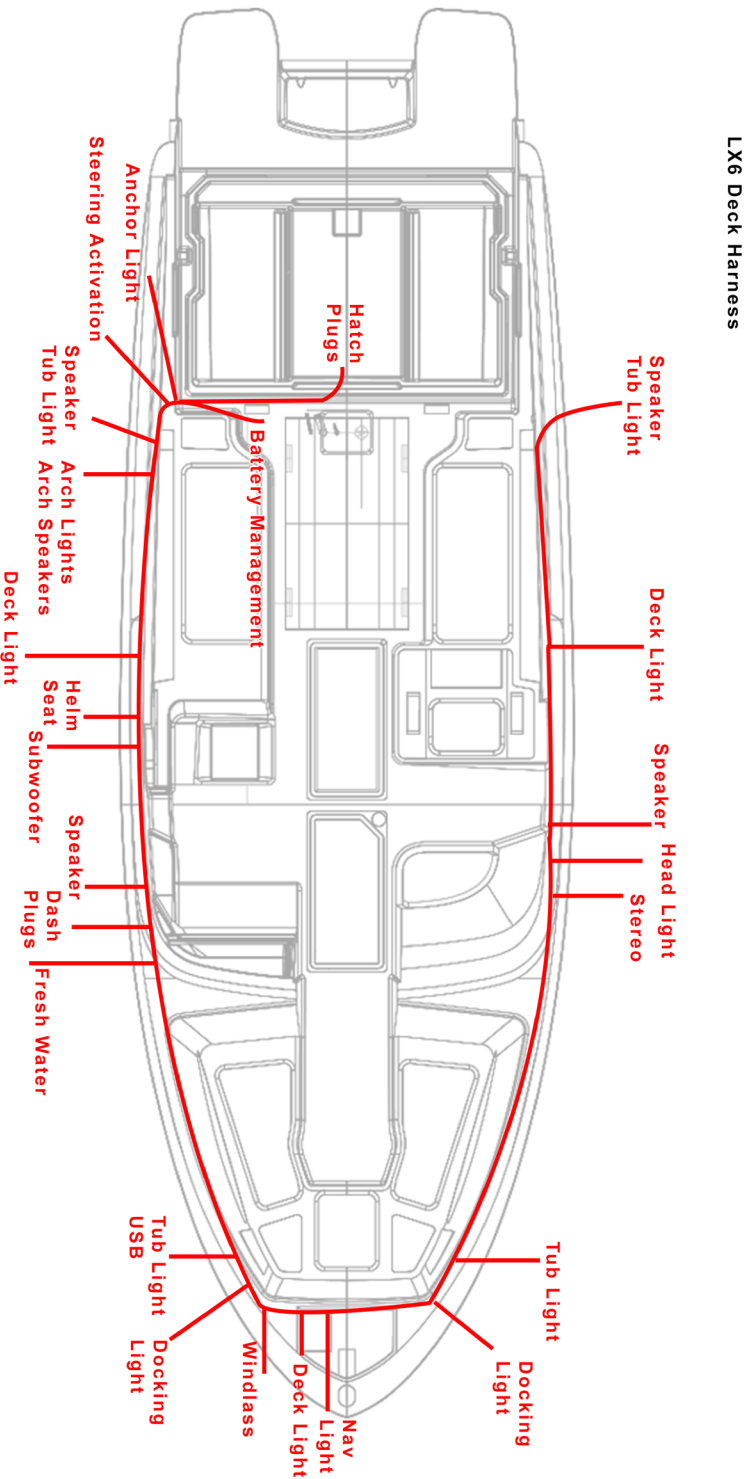 LX6 Deck Harness
Speaker
Tub Light
Deck Light
Speaker
Head Light
Stereo
Tub Light
Docking
Light
Hatch
Plugs
Battery Management
Anchor Light
Steering Activation
Speaker
Tub Light
Arch Lights
Arch Speakers
Deck Light
Helm
Seat
Subwoofer
Speaker
Dash
Plugs
Fresh Water
Tub Light
USB
Docking
Light
Windlass
Deck Light
Nav
Light